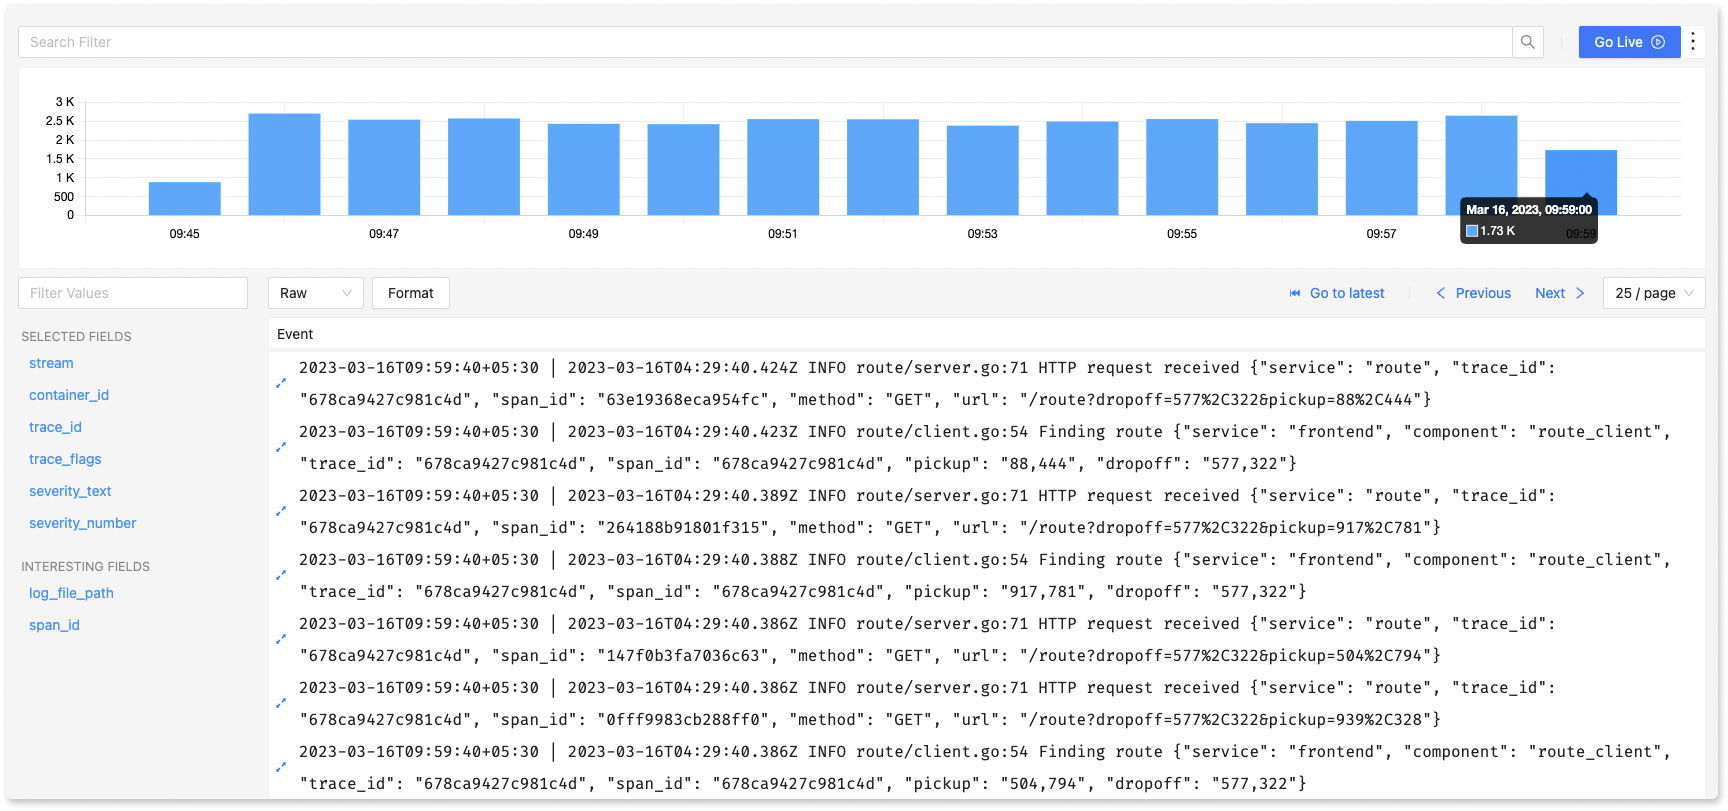 Search Filter
Go Live
3 K
2.5 K
2 K
1.5 K
1 K
500
0
09:45
09:47
09:49
09:51
09:53
09:55
09:57
09:59
Mar 16, 2023, 09:59:00
1.73 K
Filter Values
Raw
Format
Go to latest
Previous
Next
25 / page
SELECTED FIELDS
stream
container_id
trace_id
trace_flags
severity_text
severity_number
INTERESTING FIELDS
log_file_path
span_id
Event
2023-03-16T09:59:40+05:30 | 2023-03-16T04:29:40.424Z INFO route/server.go:71 HTTP request received {"service": "route", "trace_id":
"678ca9427c981c4d", "span_id": "63e19368eca954fc", "method": "GET", "url": "/route?dropoff=577%2C322&pickup=88%2C444"}
2023-03-16T09:59:40+05:30 | 2023-03-16T04:29:40.423Z INFO route/client.go:54 Finding route {"service": "frontend", "component": "route_client",
"trace_id": "678ca9427c981c4d", "span_id": "678ca9427c981c4d", "pickup": "88,444", "dropoff": "577,322"}
2023-03-16T09:59:40+05:30 | 2023-03-16T04:29:40.389Z INFO route/server.go:71 HTTP request received {"service": "route", "trace_id":
"678ca9427c981c4d", "span_id": "264188b91801f315", "method": "GET", "url": "/route?dropoff=577%2C322&pickup=917%2C781"}
2023-03-16T09:59:40+05:30 | 2023-03-16T04:29:40.388Z INFO route/client.go:54 Finding route {"service": "frontend", "component": "route_client",
"trace_id": "678ca9427c981c4d", "span_id": "678ca9427c981c4d", "pickup": "917,781", "dropoff": "577,322"}
2023-03-16T09:59:40+05:30 | 2023-03-16T04:29:40.386Z INFO route/server.go:71 HTTP request received {"service": "route", "trace_id":
"678ca9427c981c4d", "span_id": "147f0b3fa7036c63", "method": "GET", "url": "/route?dropoff=577%2C322&pickup=504%2C794"}
2023-03-16T09:59:40+05:30 | 2023-03-16T04:29:40.386Z INFO route/server.go:71 HTTP request received {"service": "route", "trace_id":
"678ca9427c981c4d", "span_id": "0fff9983cb288ff0", "method": "GET", "url": "/route?dropoff=577%2C322&pickup=939%2C328"}
2023-03-16T09:59:40+05:30 | 2023-03-16T04:29:40.386Z INFO route/client.go:54 Finding route {"service": "frontend", "component": "route_client",
"trace_id": "678ca9427c981c4d", "span_id": "678ca9427c981c4d", "pickup": "504,794", "dropoff": "577,322"}